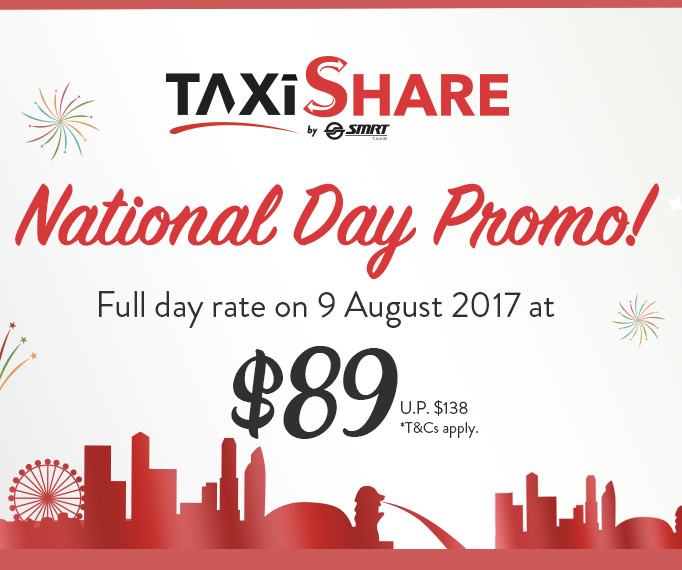 TAXiSHARE
by SMRT
TAXIS
National Day Promo!
Full day rate on 9 August 2017 at
$89
U.P. $138
*T&Cs apply.